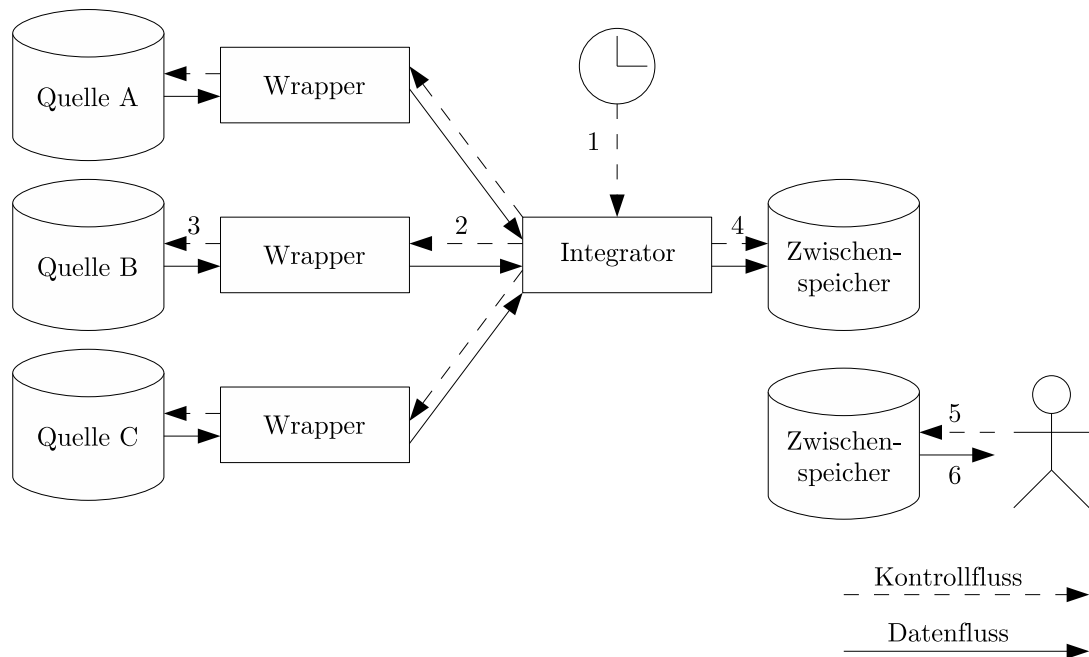 Quelle A
Wrapper
1
3
2
4
Quelle B
Wrapper
Integrator
Zwischen-
speicher
Quelle C
Wrapper
5
Zwischen-
speicher
6
Kontrollfluss
Datenfluss